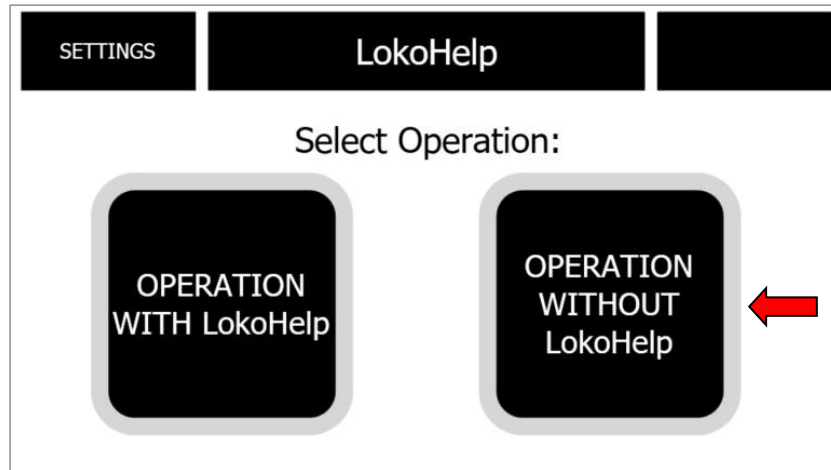 SETTINGS
LokoHelp
Select Operation:
OPERATION
WITH LokoHelp
OPERATION
WITHOUT
LokoHelp